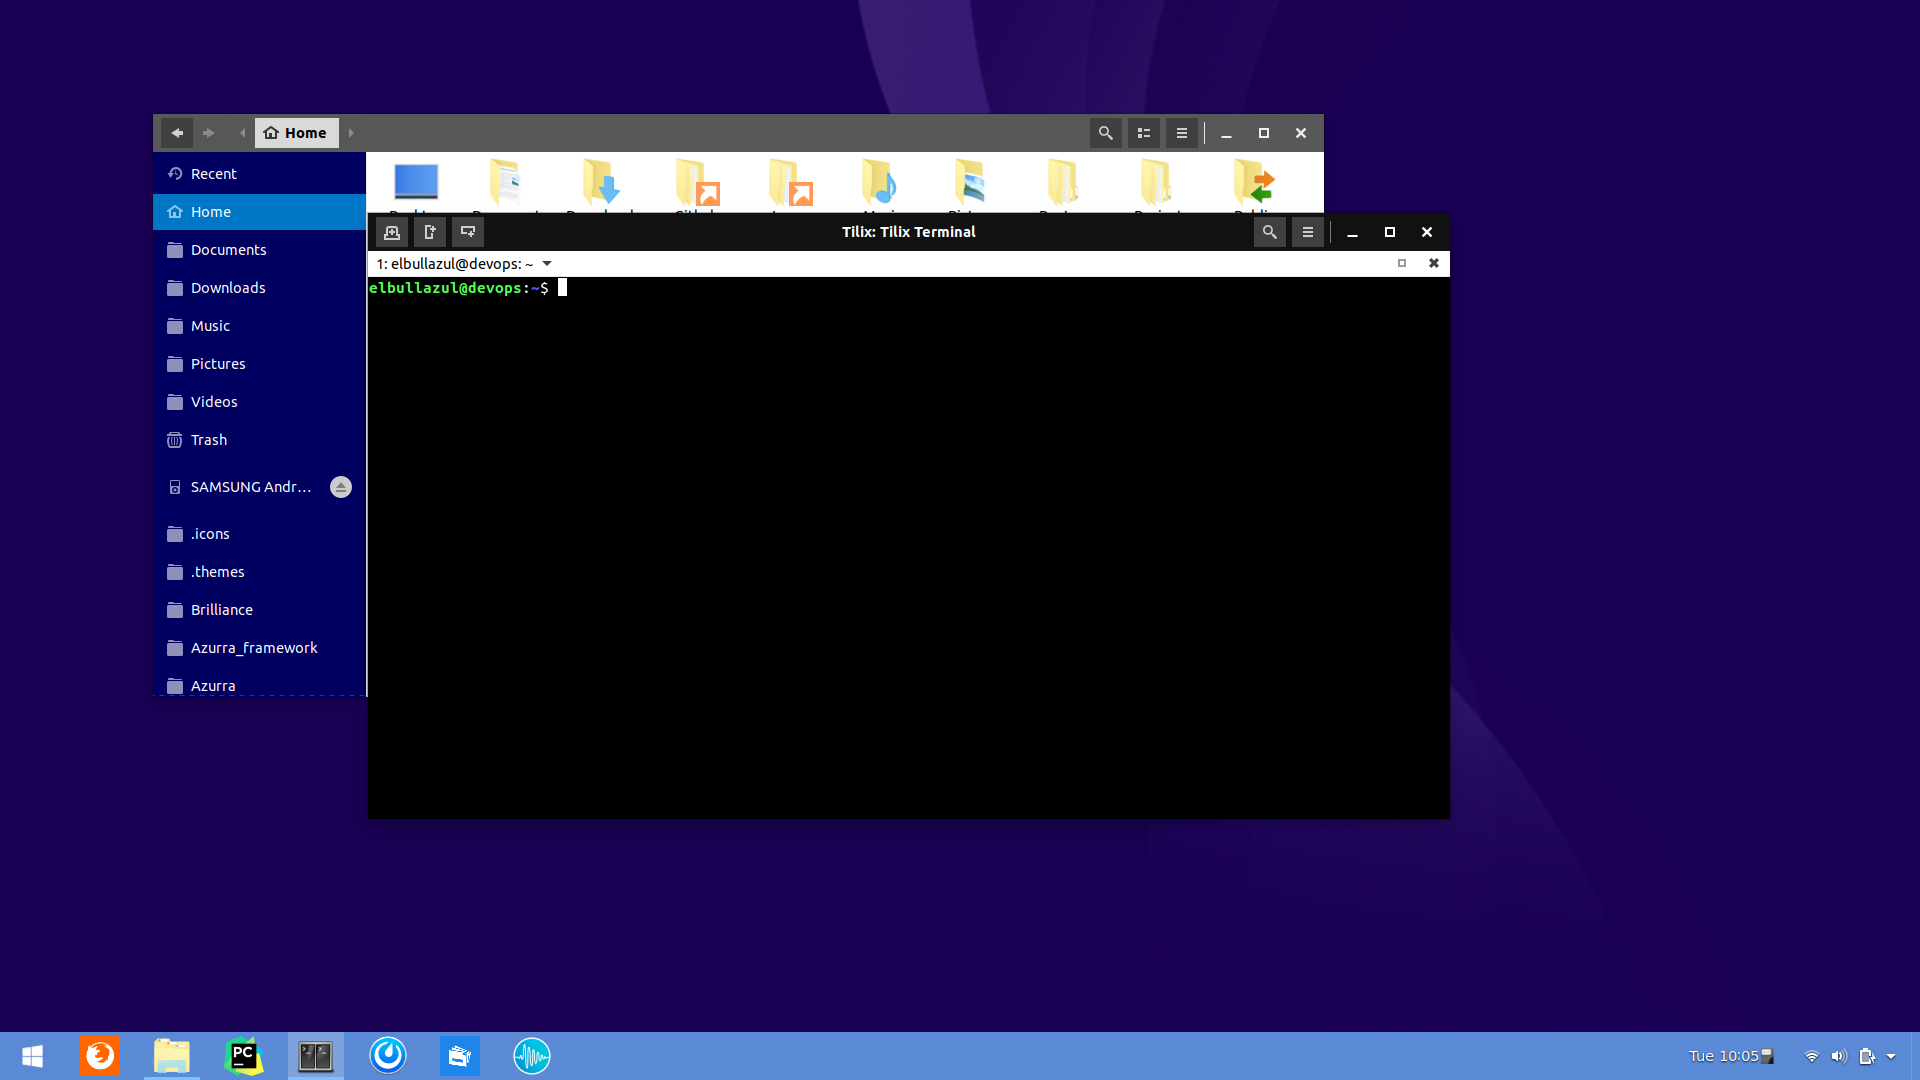 Home
Recent
Home
Documents
Downloads
Music
Pictures
Videos
Trash
SAMSUNG Andr...
.icons
.themes
Brilliance
Azurra_framework
Azurra
Tilix: Tilix Terminal
1: elbullazul@devops: ~
elbullazul@devops:~$
PC
Tue 10:05